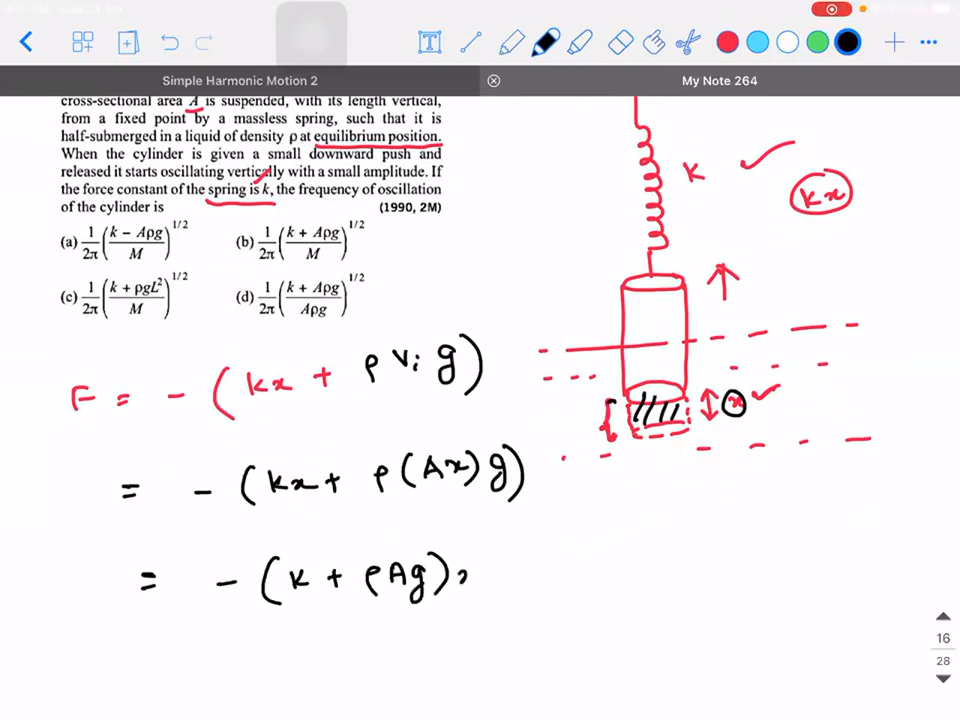 Simple Harmonic Motion 2
My Note 264
cross-sectional area A is suspended, with its length vertical,
from a fixed point by a massless spring, such that it is
half-submerged in a liquid of density ρ at equilibrium position.
When the cylinder is given a small downward push and
released it starts oscillating vertically with a small amplitude. If
the force constant of the spring is k, the frequency of oscillation
of the cylinder is (1990, 2M)
(a) 1/2π ((k − Aρg)/M)^1/2 (b) 1/2π ((k + Aρg)/M)^1/2
(c) 1/2π ((k + ρgL²)/M)^1/2 (d) 1/2π ((k + Aρg)/Aρg)^1/2
K
kx
x
F = - (kx + ρ Vi g)
= - (kx + ρ (Ax) g)
= - (K + ρAg)
16
28